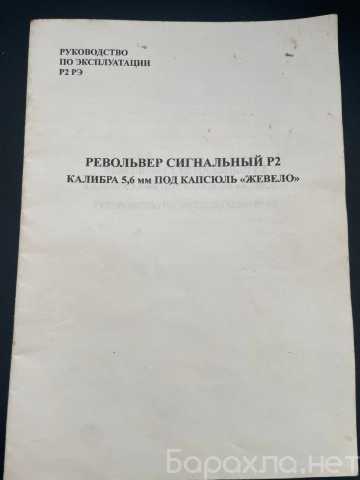 РУКОВОДСТВО
ПО ЭКСПЛУАТАЦИИ
Р2 РЭ
РЕВОЛЬВЕР СИГНАЛЬНЫЙ Р2
КАЛИБРА 5,6 мм ПОД КАПСЮЛЬ «ЖЕВЕЛО»
Барахла.нет